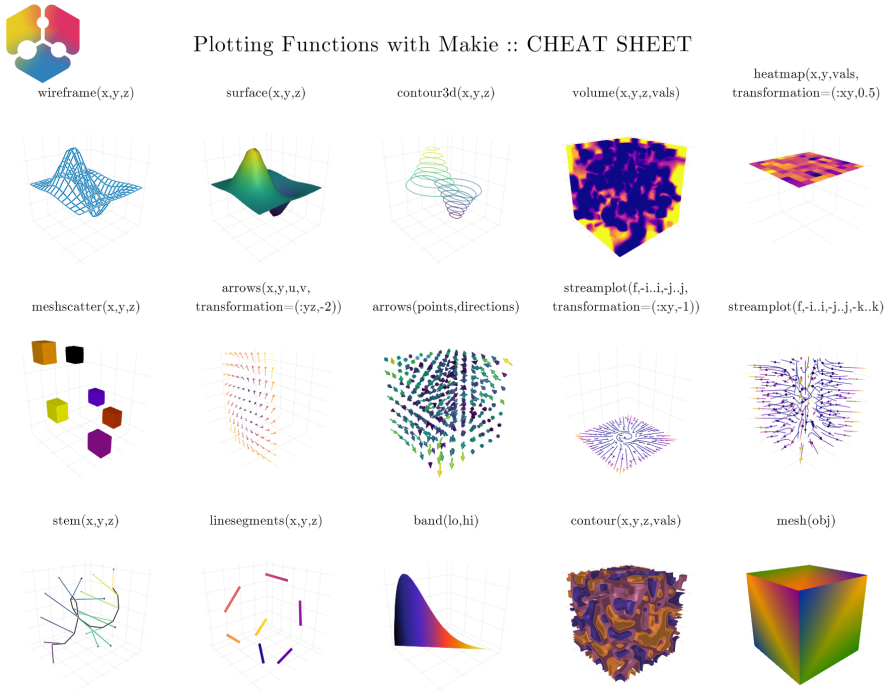 Plotting Functions with Makie :: CHEAT SHEET
wireframe(x,y,z)
surface(x,y,z)
contour3d(x,y,z)
volume(x,y,z,vals)
heatmap(x,y,vals,
transformation=(:xy,0.5)
meshscatter(x,y,z)
arrows(x,y,u,v,
transformation=(:yz,-2))
arrows(points,directions)
streamplot(f,-i..i,-j..j,
transformation=(:xy,-1))
streamplot(f,-i..i,-j..j,-k..k)
stem(x,y,z)
linesegments(x,y,z)
band(lo,hi)
contour(x,y,z,vals)
mesh(obj)